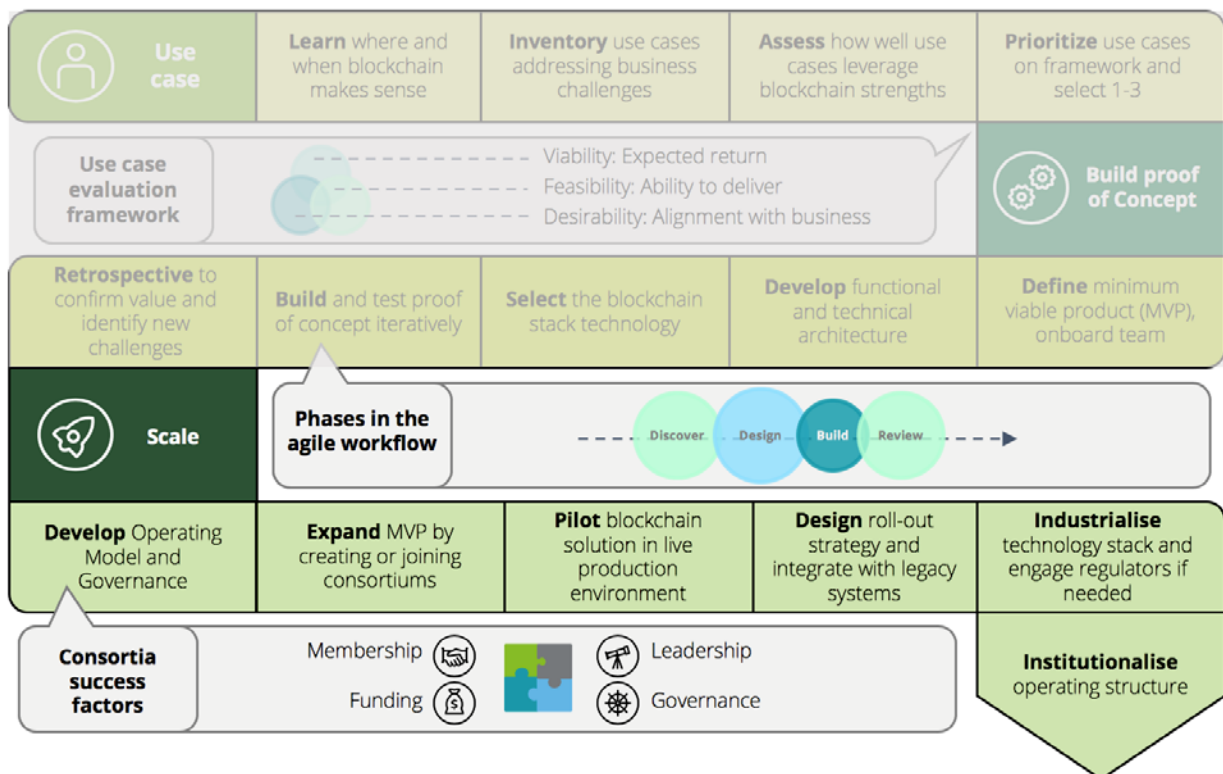 Use
case
Learn where and
when blockchain
makes sense
Inventory use cases
addressing business
challenges
Assess how well use
cases leverage
blockchain strengths
Prioritize use cases
on framework and
select 1-3
Use case
evaluation
framework
Viability: Expected return
Feasibility: Ability to deliver
Desirability: Alignment with business
Build proof
of Concept
Retrospective to
confirm value and
identify new
challenges
Build and test proof
of concept iteratively
Select the blockchain
stack technology
Develop functional
and technical
architecture
Define minimum
viable product (MVP),
onboard team
Scale
Phases in the
agile workflow
Discover
Design
Build
Review
Develop Operating
Model and
Governance
Expand MVP by
creating or joining
consortiums
Pilot blockchain
solution in live
production
environment
Design roll-out
strategy and
integrate with legacy
systems
Industrialise
technology stack and
engage regulators if
needed
Consortia
success
factors
Membership
Funding
$
Leadership
Governance
Institutionalise
operating structure